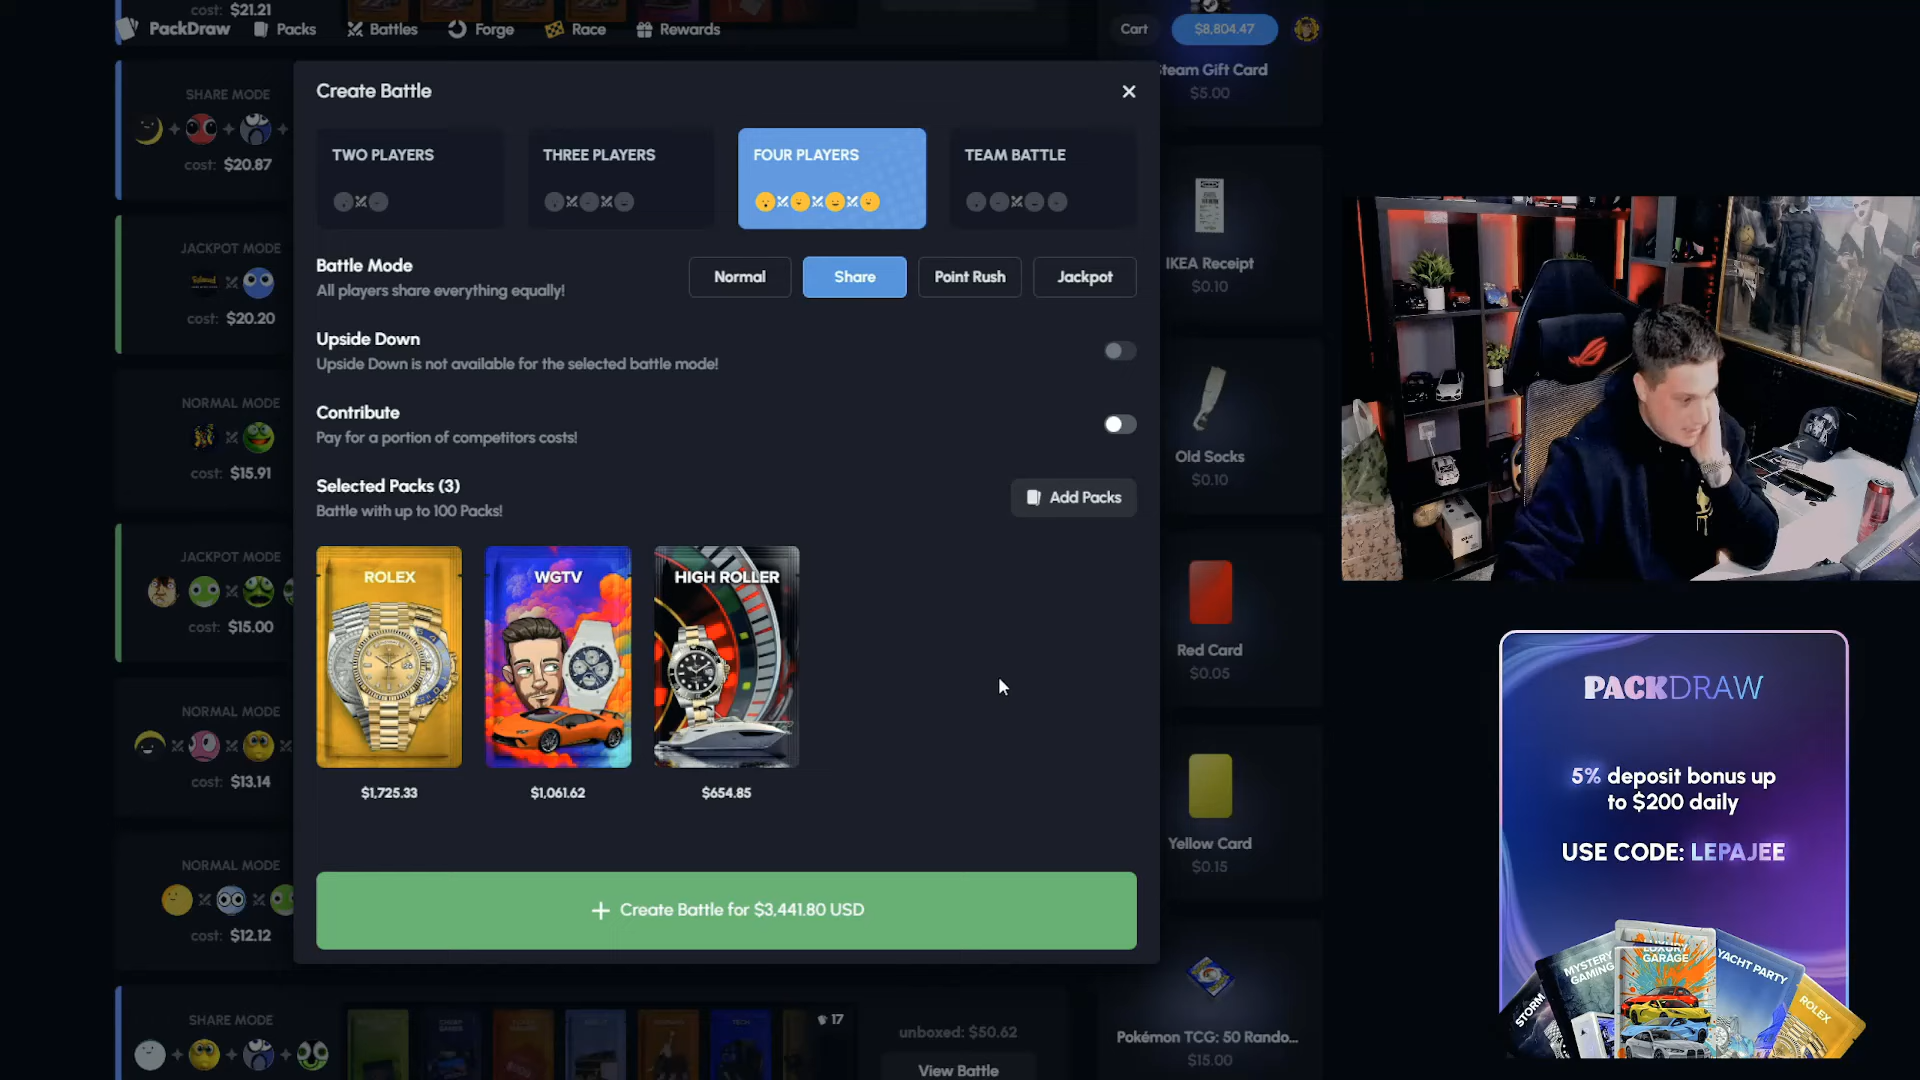 cost: $21.21
PackDraw
Packs
Battles
Forge
Race
Rewards
Cart
$8,804.47
SHARE MODE
cost: $20.87
JACKPOT MODE
cost: $20.20
NORMAL MODE
cost: $15.91
JACKPOT MODE
cost: $15.00
NORMAL MODE
cost: $13.14
NORMAL MODE
cost: $12.12
SHARE MODE
Create Battle
TWO PLAYERS
THREE PLAYERS
FOUR PLAYERS
TEAM BATTLE
Battle Mode
All players share everything equally!
Normal
Share
Point Rush
Jackpot
Upside Down
Upside Down is not available for the selected battle mode!
Contribute
Pay for a portion of competitors costs!
Selected Packs (3)
Battle with up to 100 Packs!
Add Packs
ROLEX
WGTV
HIGH ROLLER
$1,725.33
$1,061.62
$654.85
+ Create Battle for $3,441.80 USD
17
unboxed: $50.62
View Battle
Steam Gift Card
$5.00
IKEA Receipt
$0.10
Old Socks
$0.10
Red Card
$0.05
Yellow Card
$0.15
Pokémon TCG: 50 Rando...
$15.00
PACKDRAW
5% deposit bonus up
to $200 daily
USE CODE: LEPAJEE
STORM
MYSTERY
GAMING
LUXURY
GARAGE
YACHT PARTY
ROLEX